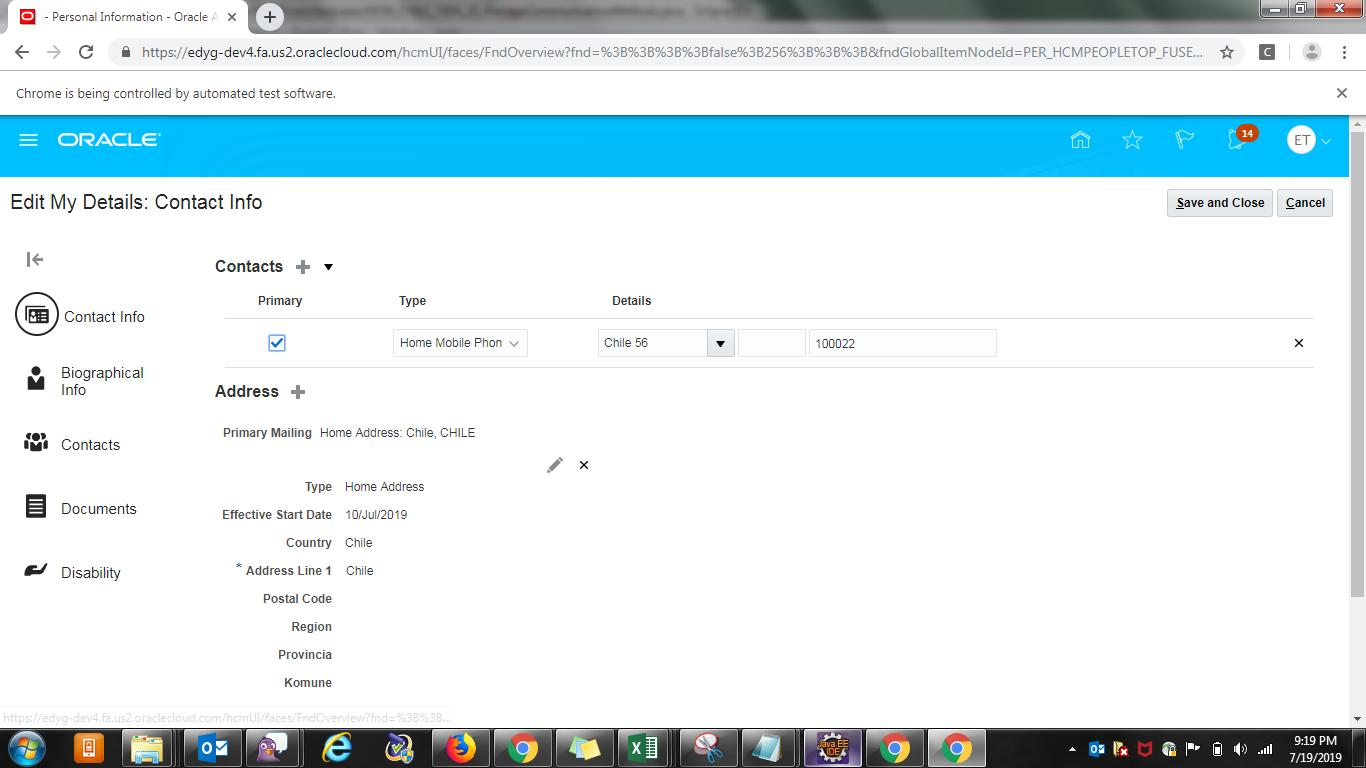 - Personal Information - Oracle A
https://edyg-dev4.fa.us2.oraclecloud.com/hcmUI/faces/FndOverview?fnd=%3B%3B%3B%3Bfalse%3B256%3B%3B%3B&fndGlobalItemNodeId=PER_HCMPEOPLETOP_FUSE...
C
Chrome is being controlled by automated test software.
ORACLE
14
ET
Edit My Details: Contact Info
Save and Close
Cancel
Contacts
Primary
Type
Details
Contact Info
Home Mobile Phon
Chile 56
100022
Biographical
Info
Address
Primary Mailing Home Address: Chile, CHILE
Contacts
Type Home Address
Documents
Effective Start Date 10/Jul/2019
Country Chile
Disability
* Address Line 1 Chile
Postal Code
Region
Provincia
Komune
https://edyg-dev4.fa.us2.oraclecloud.com/hcmUI/faces/FndOverview?fnd=%3B%3B...
Java EE
IDE
9:19 PM
7/19/2019